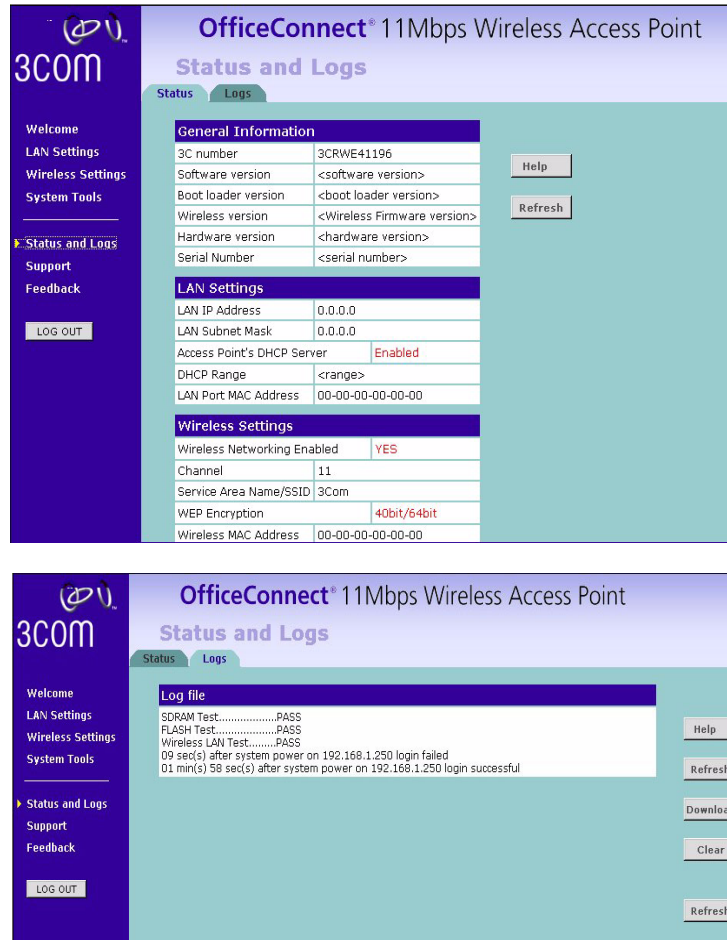 3COM
OfficeConnect® 11Mbps Wireless Access Point
Status and Logs
Status Logs
Welcome
LAN Settings
Wireless Settings
System Tools
Status and Logs
Support
Feedback
LOG OUT
General Information
3C number 3CRWE41196
Software version <software version>
Boot loader version <boot loader version>
Wireless version <Wireless Firmware version>
Hardware version <hardware version>
Serial Number <serial number>
Help
Refresh
LAN Settings
LAN IP Address 0.0.0.0
LAN Subnet Mask 0.0.0.0
Access Point's DHCP Server Enabled
DHCP Range <range>
LAN Port MAC Address 00-00-00-00-00-00
Wireless Settings
Wireless Networking Enabled YES
Channel 11
Service Area Name/SSID 3Com
WEP Encryption 40bit/64bit
Wireless MAC Address 00-00-00-00-00-00
3COM
OfficeConnect® 11Mbps Wireless Access Point
Status and Logs
Status Logs
Welcome
LAN Settings
Wireless Settings
System Tools
Status and Logs
Support
Feedback
LOG OUT
Log file
SDRAM Test..................PASS
FLASH Test....................PASS
Wireless LAN Test.........PASS
09 sec(s) after system power on 192.168.1.250 login failed
01 min(s) 58 sec(s) after system power on 192.168.1.250 login successful
Help
Refresh
Downloa
Clear
Refresh